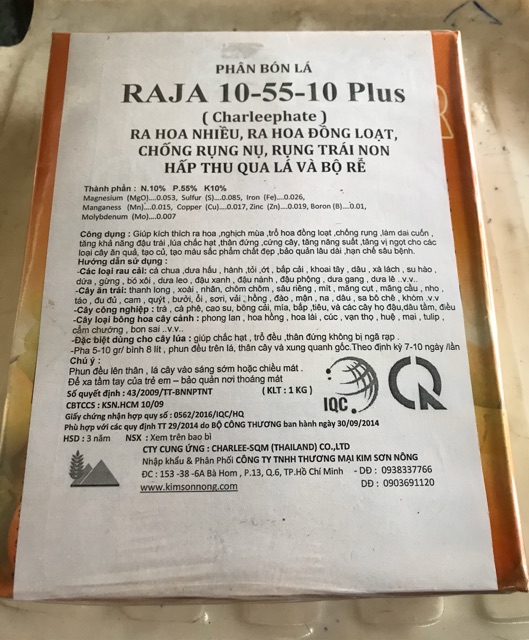 PHÂN BÓN LÁ
RAJA 10-55-10 Plus
( Charleephate )
RA HOA NHIỀU, RA HOA ĐỒNG LOẠT,
CHỐNG RỤNG NỤ, RỤNG TRÁI NON
HẤP THU QUA LÁ VÀ BỘ RỄ
Thành phần : N.10% P.55% K10%
Magnesium (MgO)....0.053, Sulfur (S)....0.085, Iron (Fe)....0.026,
Manganess (Mn)....0.015, Copper (Cu)....0.017, Zinc (Zn)....0.019, Boron (B)....0.01,
Molybdenum (Mo)....0.007
Công dụng : Giúp kích thích ra hoa ,nghịch mùa ,trổ hoa đồng loạt ,chống rụng ,làm dai cuốn ,
tăng khả năng đậu trái ,lúa chắc hạt ,thân đứng ,cứng cây, tăng năng suất ,tăng vị ngọt cho các
loại cây ăn quả, tạo củ, tạo màu sắc phẩm chất đẹp ,bảo quản lâu dài ,hạn chế sâu bệnh.
Hướng dẫn sử dụng :
-Các loại rau cải: cà chua ,dưa hấu , hành ,tỏi ,ớt , bắp cải , khoai tây , dâu , xà lách , su hào ,
dứa , gừng , bó xôi , dưa leo , đậu xanh , đậu nành , đậu phộng , dưa gang , dưa lê ..v.v..
-Cây ăn trái: thanh long , xoài , nhãn, chôm chôm , sầu riêng , mít , măng cụt , mãng cầu , nho ,
táo , đu đủ , cam , quýt , bưởi , ổi , sơri, vải , hồng , đào , mận , na , dâu , sa bô chê , khóm .v.v
-Cây công nghiệp : trà , cà phê, cao su, bông cải, mía, bắp ,tiêu, và các cây họ đậu,dâu tằm, điều
-Cây loại bông hoa cây cảnh : phong lan , hoa hồng , hoa lài , cúc , vạn thọ , huệ , mai , tulip ,
cẩm chướng , bon sai ..v.v..
-Đặc biệt dùng cho cây lúa : giúp chắc hạt , trổ đều ,thân đứng không bị ngã rạp .
-Pha 5-10 gr/ bình 8 lít , phun đều trên lá , thân cây và xung quanh gốc.Theo định kỳ 7-10 ngày /lần
Chú ý :
Phun đều lên thân , lá cây vào sáng sớm hoặc chiều mát .
Để xa tầm tay của trẻ em – bảo quản nơi thoáng mát
Số quyết định : 43/2009/TT-BNNPTNT ( KLT : 1 KG )
CBTCCS : KSN.HCM 10/09
Giấy chứng nhận hợp quy số : 0562/2016/IQC/HQ
Phù hợp với các quy định TT 29/2014 do BỘ CÔNG THƯƠNG ban hành ngày 30/09/2014
IQC
HSD : 3 năm NSX : Xem trên bao bì
CTY CUNG ỨNG : CHARLEE-SQM (THAILAND) CO.,LTD
Nhập khẩu & Phân Phối CÔNG TY TNHH THƯƠNG MẠI KIM SƠN NÔNG
ĐC : 153 -38 -6A Bà Hom , P.13, Q.6, TP.Hồ Chí Minh - DĐ : 0938337766
www.kimsonnong.com DĐ : 0903691120